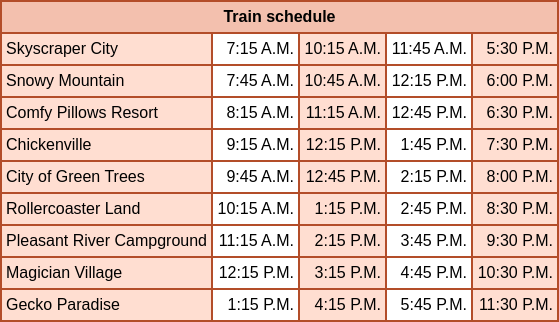 Train schedule
Skyscraper City 7:15 A.M. 10:15 A.M. 11:45 A.M. 5:30 P.M.
Snowy Mountain 7:45 A.M. 10:45 A.M. 12:15 P.M. 6:00 P.M.
Comfy Pillows Resort 8:15 A.M. 11:15 A.M. 12:45 P.M. 6:30 P.M.
Chickenville 9:15 A.M. 12:15 P.M. 1:45 P.M. 7:30 P.M.
City of Green Trees 9:45 A.M. 12:45 P.M. 2:15 P.M. 8:00 P.M.
Rollercoaster Land 10:15 A.M. 1:15 P.M. 2:45 P.M. 8:30 P.M.
Pleasant River Campground 11:15 A.M. 2:15 P.M. 3:45 P.M. 9:30 P.M.
Magician Village 12:15 P.M. 3:15 P.M. 4:45 P.M. 10:30 P.M.
Gecko Paradise 1:15 P.M. 4:15 P.M. 5:45 P.M. 11:30 P.M.